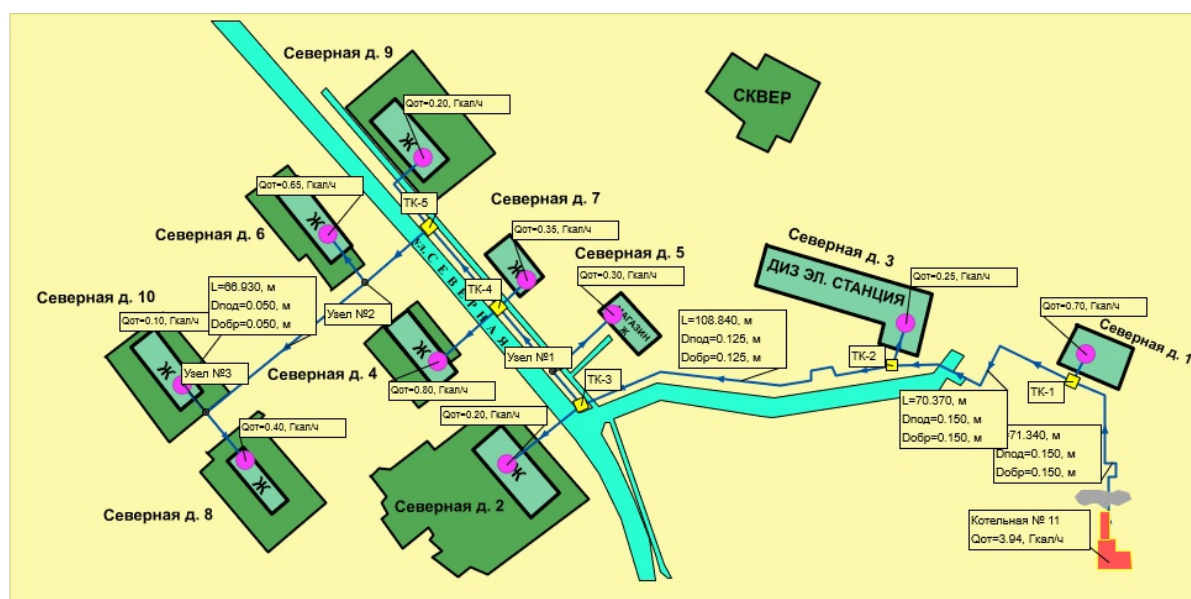 Северная д. 9
Qот=0.20, Гкал/ч
Ж
СКВЕР
Qот=0.65, Гкал/ч
Ж
Северная д. 6
ТК-5
Северная д. 7
Qот=0.35, Гкал/ч
Ж
Северная д. 5
Qот=0.30, Гкал/ч
МАГАЗИН
Ж
ул. СЕВЕРНАЯ
ТК-4
Северная д. 3
ДИЗ ЭЛ. СТАНЦИЯ
Qот=0.25, Гкал/ч
Qот=0.70, Гкал/ч
Северная д. 1
Северная д. 10
L=66.930, м
Dпод=0.050, м
Dобр=0.050, м
Qот=0.10, Гкал/ч
Ж
Узел №2
Узел №3
Северная д. 4
Ж
Qот=0.80, Гкал/ч
Узел №1
L=108.840, м
Dпод=0.125, м
Dобр=0.125, м
ТК-2
ТК-3
ТК-1
L=70.370, м
Dпод=0.150, м
Dобр=0.150, м
=71.340, м
Dпод=0.150, м
Dобр=0.150, м
Qот=0.40, Гкал/ч
Ж
Северная д. 8
Qот=0.20, Гкал/ч
Ж
Северная д. 2
Котельная № 11
Qот=3.94, Гкал/ч